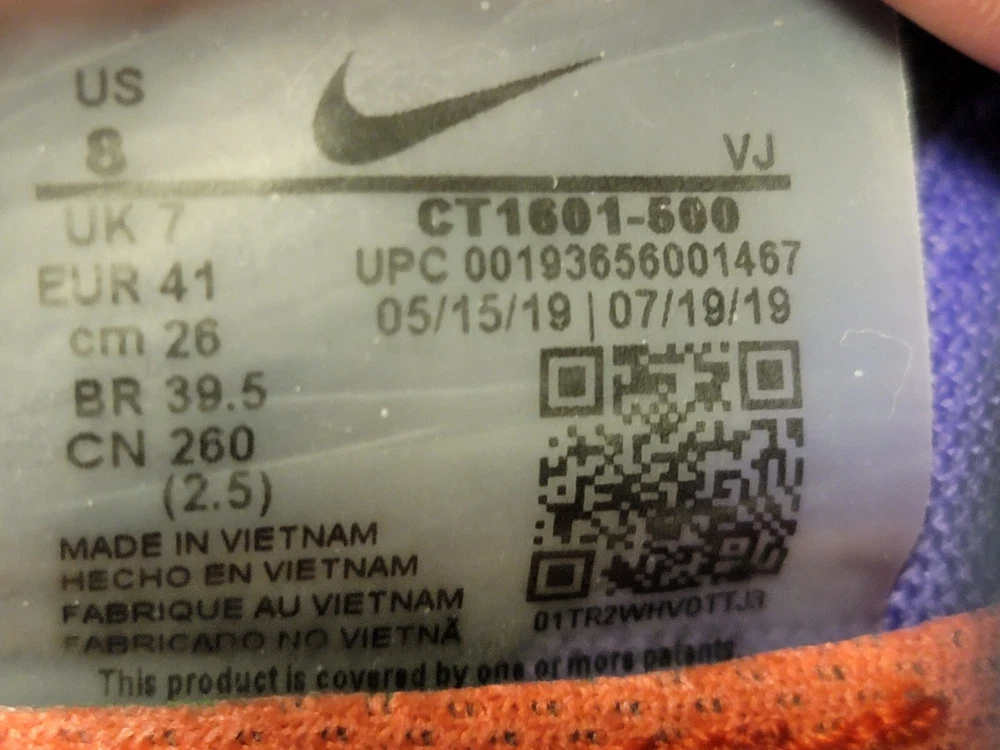 US
8
VJ
UK 7
CT1601-500
EUR 41
UPC 00193656001467
cm 26
05/15/19 | 07/19/19
BR 39.5
CN 260
(2.5)
MADE IN VIETNAM
HECHO EN VIETNAM
FABRIQUE AU VIETNAM
FABRICADO NO VIETNÃ
This product is covered by one or more patents